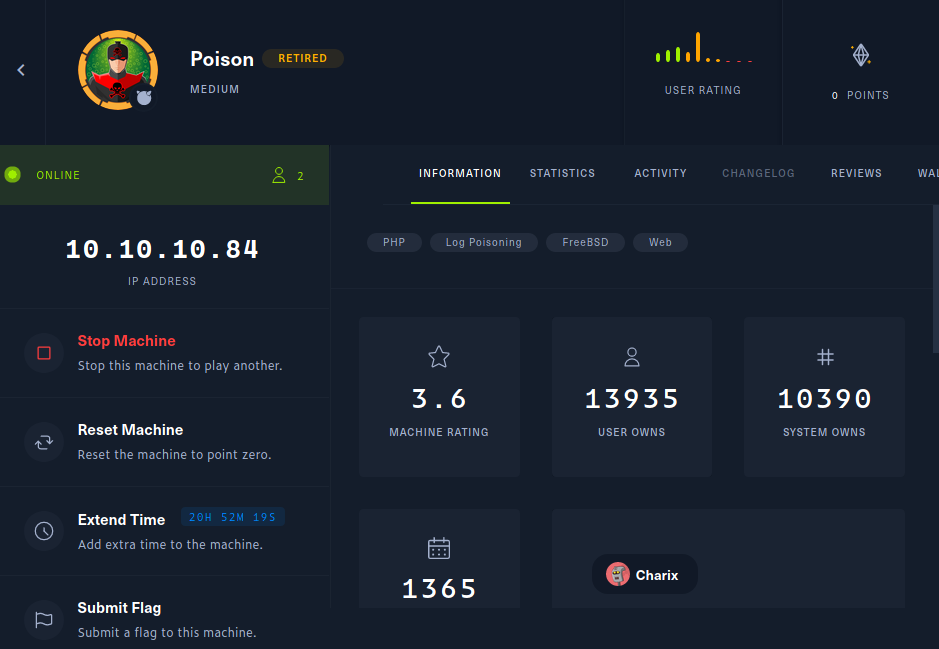 Poison RETIRED
MEDIUM
USER RATING
0 POINTS
ONLINE
2
10.10.10.84
IP ADDRESS
Stop Machine
Stop this machine to play another.
Reset Machine
Reset the machine to point zero.
Extend Time 20H 52M 19S
Add extra time to the machine.
Submit Flag
Submit a flag to this machine.
INFORMATION STATISTICS ACTIVITY CHANGELOG REVIEWS WAL
PHP Log Poisoning FreeBSD Web
3.6
MACHINE RATING
13935
USER OWNS
10390
SYSTEM OWNS
1365
Charix